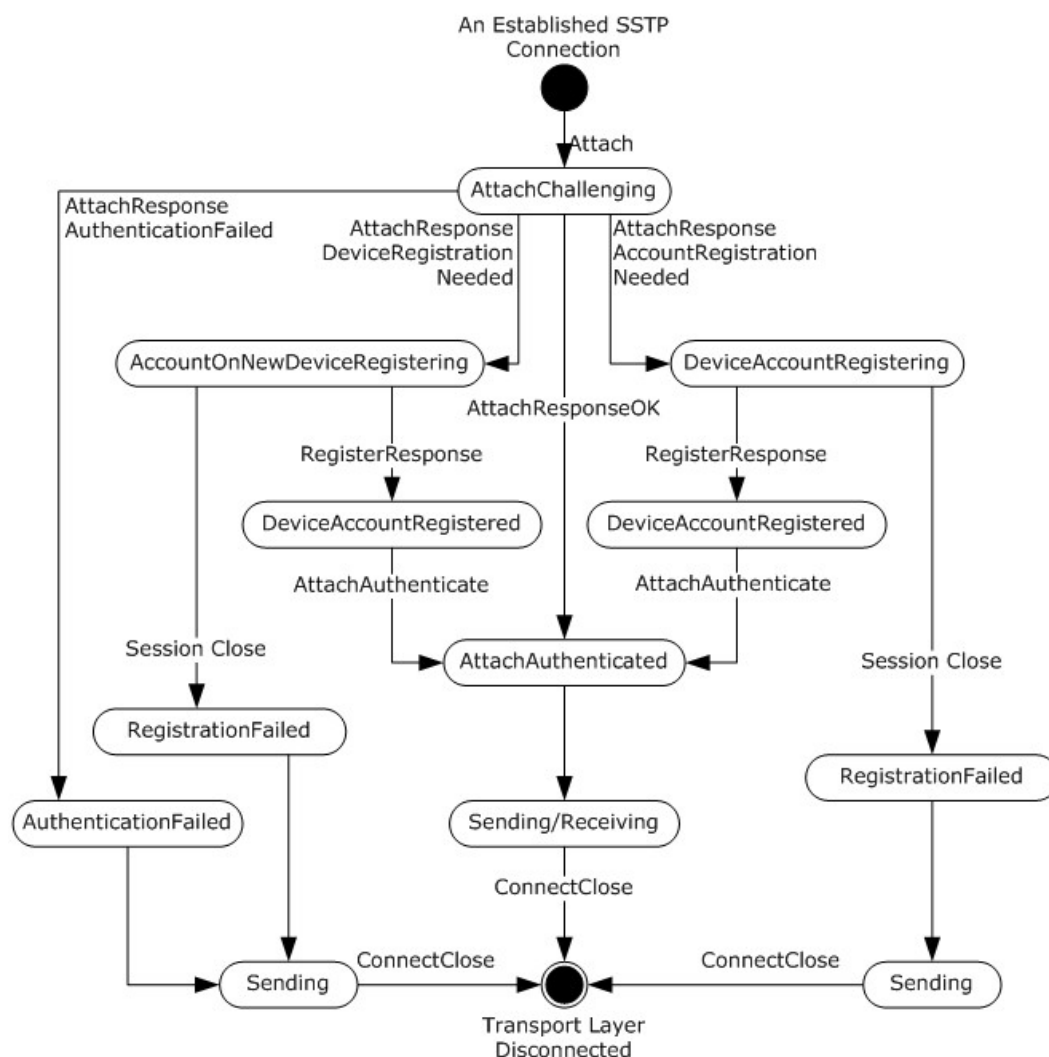 An Established SSTP
Connection
Attach
AttachChallenging
AttachResponse
AuthenticationFailed
AttachResponse
DeviceRegistration
Needed
AttachResponse
AccountRegistration
Needed
AccountOnNewDeviceRegistering
DeviceAccountRegistering
AttachResponseOK
RegisterResponse
RegisterResponse
DeviceAccountRegistered
DeviceAccountRegistered
AttachAuthenticate
AttachAuthenticate
Session Close
AttachAuthenticated
Session Close
RegistrationFailed
RegistrationFailed
AuthenticationFailed
Sending/Receiving
ConnectClose
Sending
ConnectClose
ConnectClose
Sending
Transport Layer
Disconnected